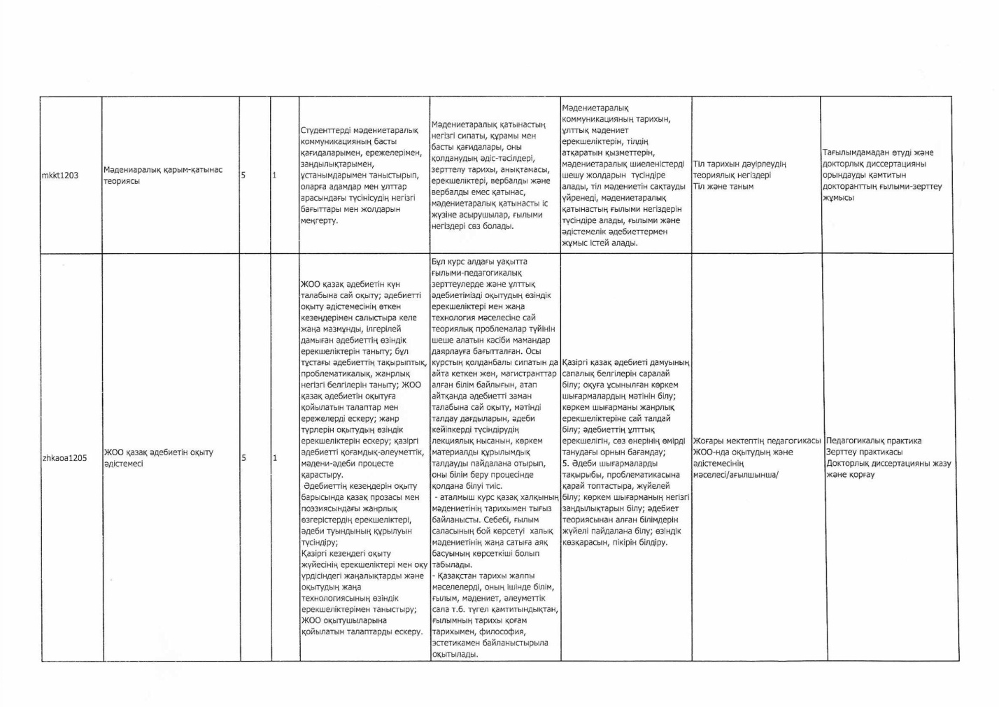 mkkt1203
Мәдениаралық қарым-қатынас
теориясы
5
1
Студенттерді мәдениетаралық
коммуникацияның басты
қағидаларымен, ережелерімен,
заңдылықтарымен,
ұстанымдарымен таныстырып,
оларға адамдар мен ұлттар
арасындағы түсінісудің негізгі
бағыттары мен жолдарын
меңгерту.
Мәдениетаралық қатынастың
негізгі сипаты, құрамы мен
басты қағидалары, оны
қолданудың әдіс-тәсілдері,
зерттелу тарихы, анықтамасы,
ерекшеліктері, вербалды және
вербалды емес қатынас,
мәдениетаралық қатынасты іс
жүзіне асырушылар, ғылыми
негіздері сөз болады.
Мәдениетаралық
коммуникацияның тарихын,
ұлттық мәдениет
ерекшеліктерін, тілдің
атқаратын қызметтерін,
мәдениетаралық шиеленістерді
шешу жолдарын түсіндіре
алады, тіл мәдениетін сақтауды
үйренеді, мәдениетаралық
қатынастың ғылыми негіздерін
түсіндіре алады, ғылыми және
әдістемелік әдебиеттермен
жұмыс істей алады.
Тіл тарихын дәуірлеудің
теориялық негіздері
Тіл және таным
Тағылымдамадан өтуді және
докторлық диссертацияны
орындауды қамтитын
докторанттың ғылыми-зерттеу
жұмысы
zhkaoa1205
ЖОО қазақ әдебиетін оқыту
әдістемесі
5
1
ЖОО қазақ әдебиетін күн
талабына сай оқыту; әдебиетті
оқыту әдістемесінің өткен
кезеңдерімен салыстыра келе
жаңа мазмұнды, ілгерілей
дамыған әдебиеттің өзіндік
ерекшеліктерін таныту; бұл
тұстағы әдебиеттің тақырыптық,
проблематикалық, жанрлық
негізгі белгілерін таныту; ЖОО
қазақ әдебиетін оқытуға
қойылатын талаптар мен
ережелерді ескеру; жанр
түрлерін оқытудың өзіндік
ерекшеліктерін ескеру; қазіргі
әдебиетті қоғамдық-әлеуметтік,
мәдени-әдеби процесте
қарастыру.
Әдебиеттің кезеңдерін оқыту
барысында қазақ прозасы мен
поэзиясындағы жанрлық
өзгерістердің ерекшеліктері,
әдеби туындының құрылуын
түсіндіру;
Қазіргі кезеңдегі оқыту
жүйесінің ерекшеліктері мен оқу
үрдісіндегі жаңалықтарды және
оқытудың жаңа
технологиясының өзіндік
ерекшеліктерімен таныстыру;
ЖОО оқытушыларына
қойылатын талаптарды ескеру.
Бұл курс алдағы уақытта
ғылыми-педагогикалық
зерттеулерде және ұлттық
әдебиетімізді оқытудың өзіндік
ерекшеліктері мен жаңа
технология мәселесіне сай
теориялық проблемалар түйінін
шеше алатын кәсіби мамандар
даярлауға бағытталған. Осы
курстың қолданбалы сипатын да
айта кеткен жөн, магистранттар
алған білім байлығын, атап
айтқанда әдебиетті заман
талабына сай оқыту, мәтінді
талдау дағдыларын, әдеби
кейіпкерді түсіндірудің
лекциялық нысанын, көркем
материалды құрылымдық
талдауды пайдалана отырып,
оны білім беру процесінде
қолдана білуі тиіс.
- аталмыш курс қазақ халқының
мәдениетінің тарихымен тығыз
байланысты. Себебі, ғылым
саласының бой көрсетуі халық
мәдениетінің жаңа сатыға аяқ
басуының көрсеткіші болып
табылады.
- Қазақстан тарихы жалпы
мәселелерді, оның ішінде білім,
ғылым, мәдениет, әлеуметтік
сала т.б. түгел қамтитындықтан,
ғылымның тарихы қоғам
тарихымен, философия,
эстетикамен байланыстырыла
оқытылады.
Қазіргі қазақ әдебиеті дамуының
сапалық белгілерін саралай
білу; оқуға ұсынылған көркем
шығармалардың мәтінін білу;
көркем шығарманы жанрлық
ерекшеліктеріне сай талдай
білу; әдебиеттің ұлттық
ерекшелігін, сөз өнерінің өмірді
танудағы орнын бағамдау;
5. Әдеби шығармаларды
тақырыбы, проблематикасына
қарай топтастыра, жүйелей
білу; көркем шығарманың негізгі
заңдылықтарын білу; әдебиет
теориясынан алған білімдерін
жүйелі пайдалана білу; өзіндік
көзқарасын, пікірін білдіру.
Жоғары мектептің педагогикасы
ЖОО-нда оқытудың және
әдістемесінің
мәселесі/ағылшынша/
Педагогикалық практика
Зерттеу практикасы
Докторлық диссертацияны жазу
және қорғау